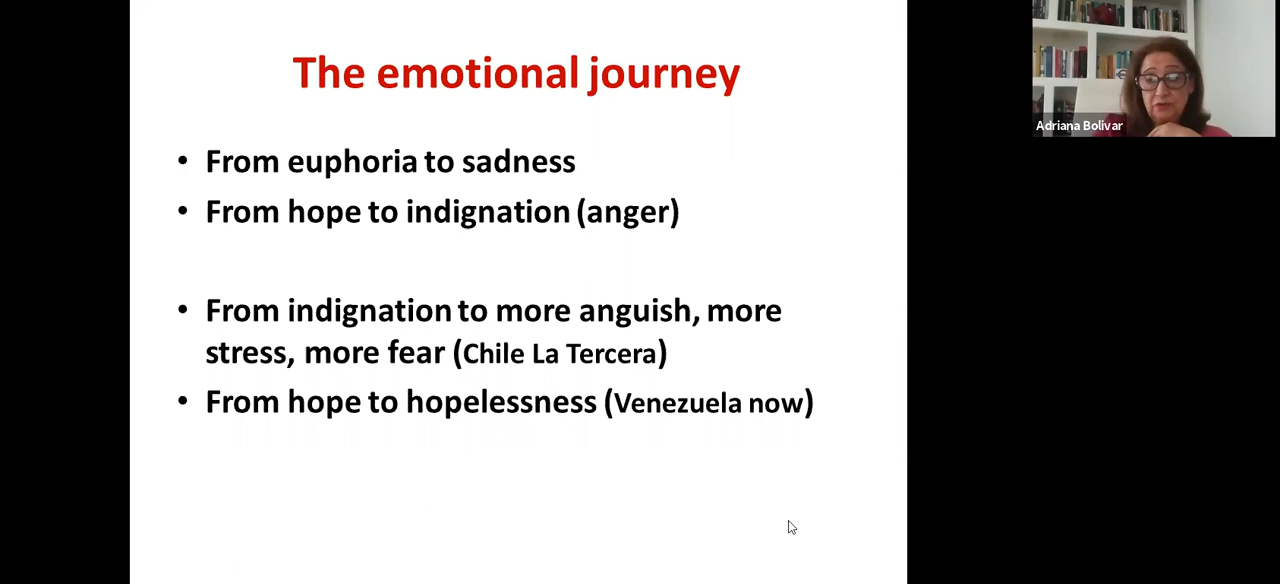 The emotional journey
• From euphoria to sadness
• From hope to indignation (anger)
• From indignation to more anguish, more
stress, more fear (Chile La Tercera)
• From hope to hopelessness (Venezuela now)
Adriana Bolívar